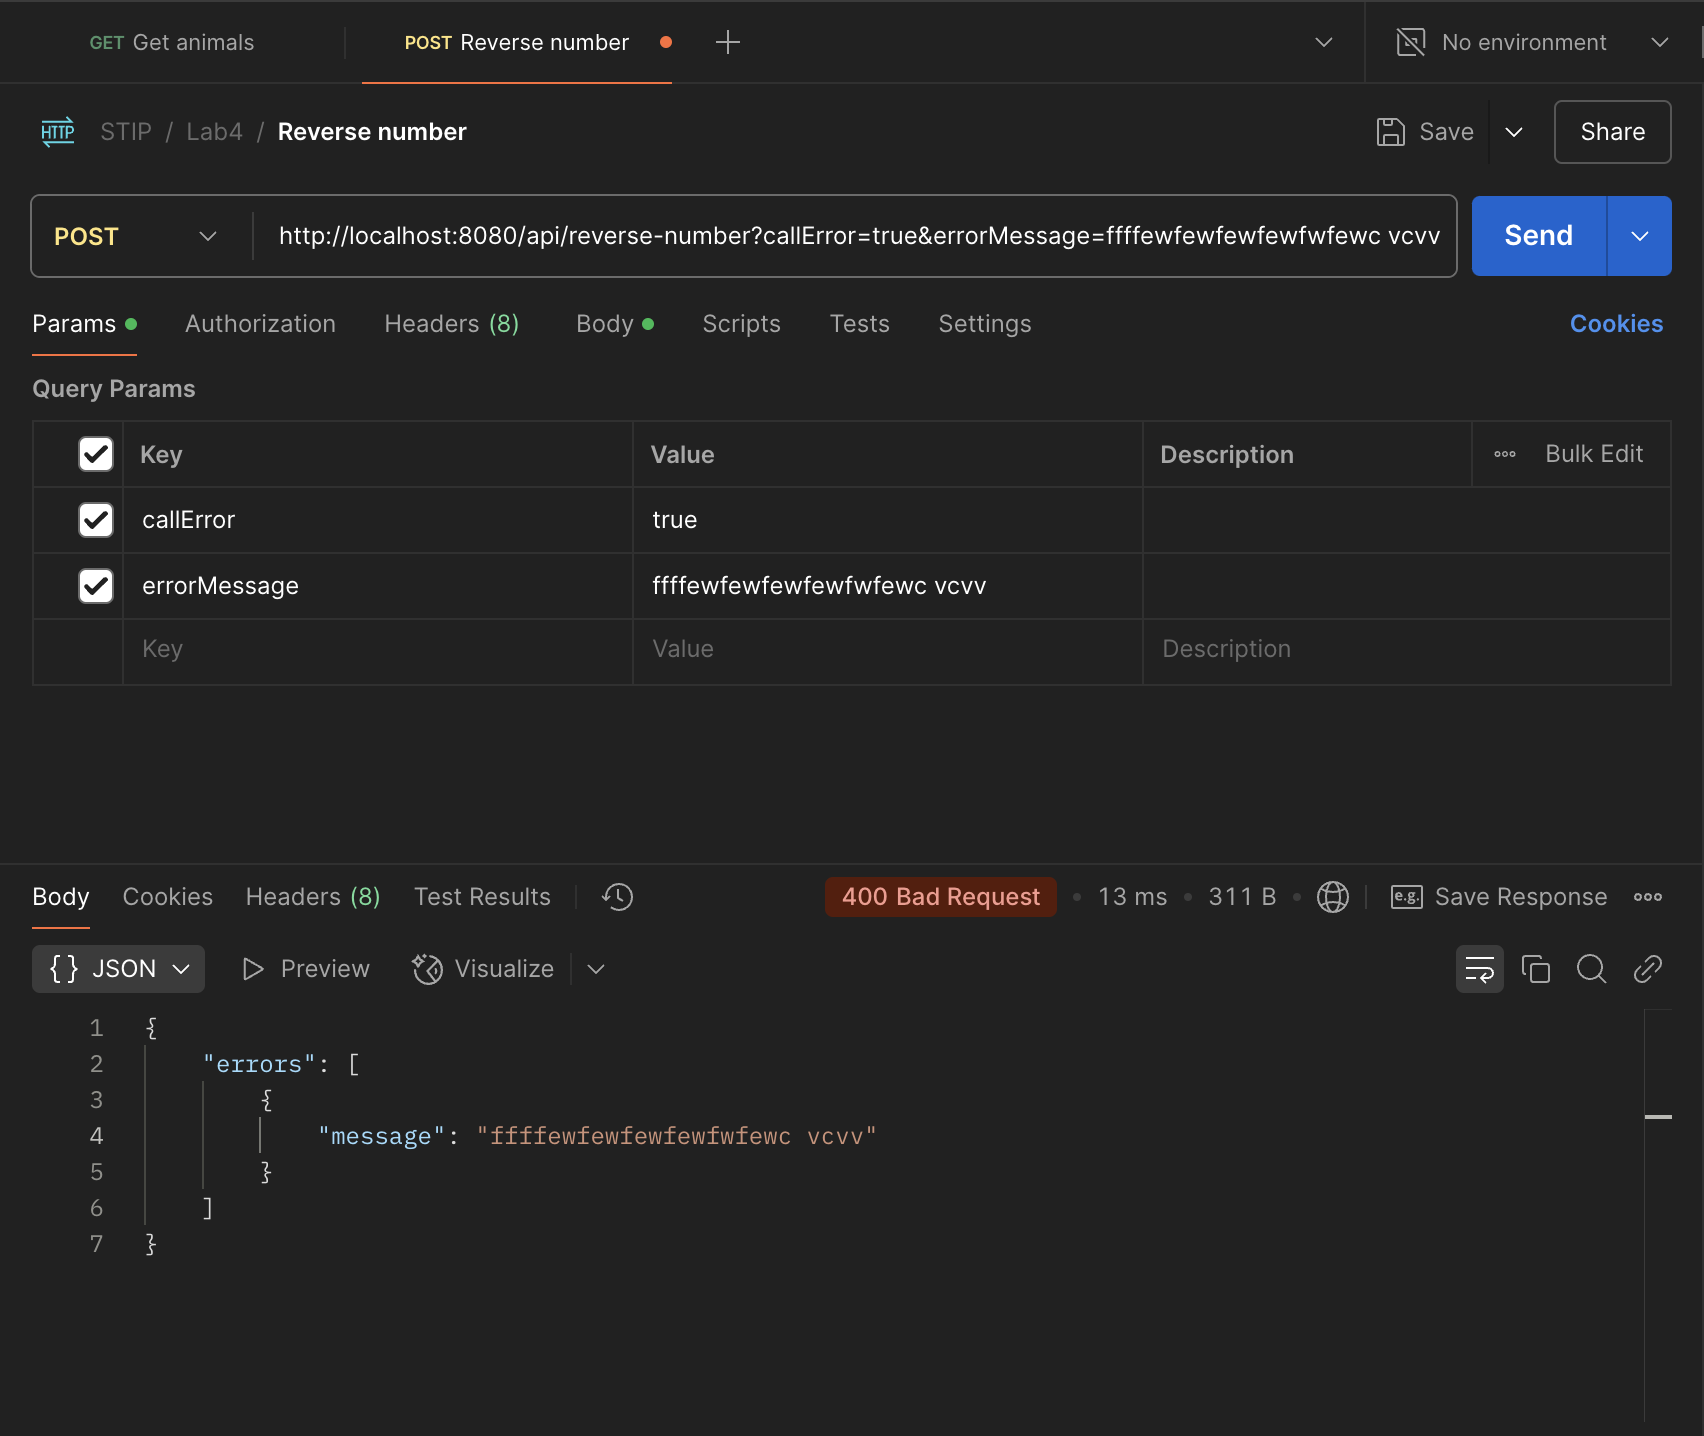 GET Get animals POST Reverse number No environment
HTTP STIP / Lab4 / Reverse number Save Share
POST http://localhost:8080/api/reverse-number?callError=true&errorMessage=ffffewfewfewfewfwfewc vcvv Send
Params Authorization Headers (8) Body Scripts Tests Settings Cookies
Query Params
Key Value Description Bulk Edit
callError true
errorMessage ffffewfewfewfewfwfewc vcvv
Key Value Description
Body Cookies Headers (8) Test Results 400 Bad Request • 13 ms • 311 B • e.g. Save Response
{} JSON Preview Visualize
1 {
2 "errors": [
3 {
4 "message": "ffffewfewfewfewfwfewc vcvv"
5 }
6 ]
7 }